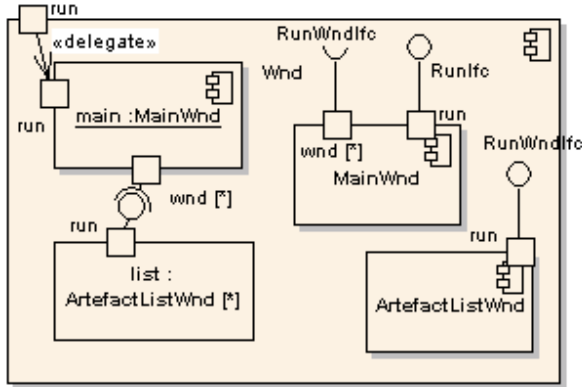 run
«delegate»
run
main :MainWnd
wnd [*]
run
list :
ArtefactListWnd [*]
RunWndIfc
Wnd
RunIfc
run
wnd [*]
MainWnd
RunWndIfc
run
ArtefactListWnd